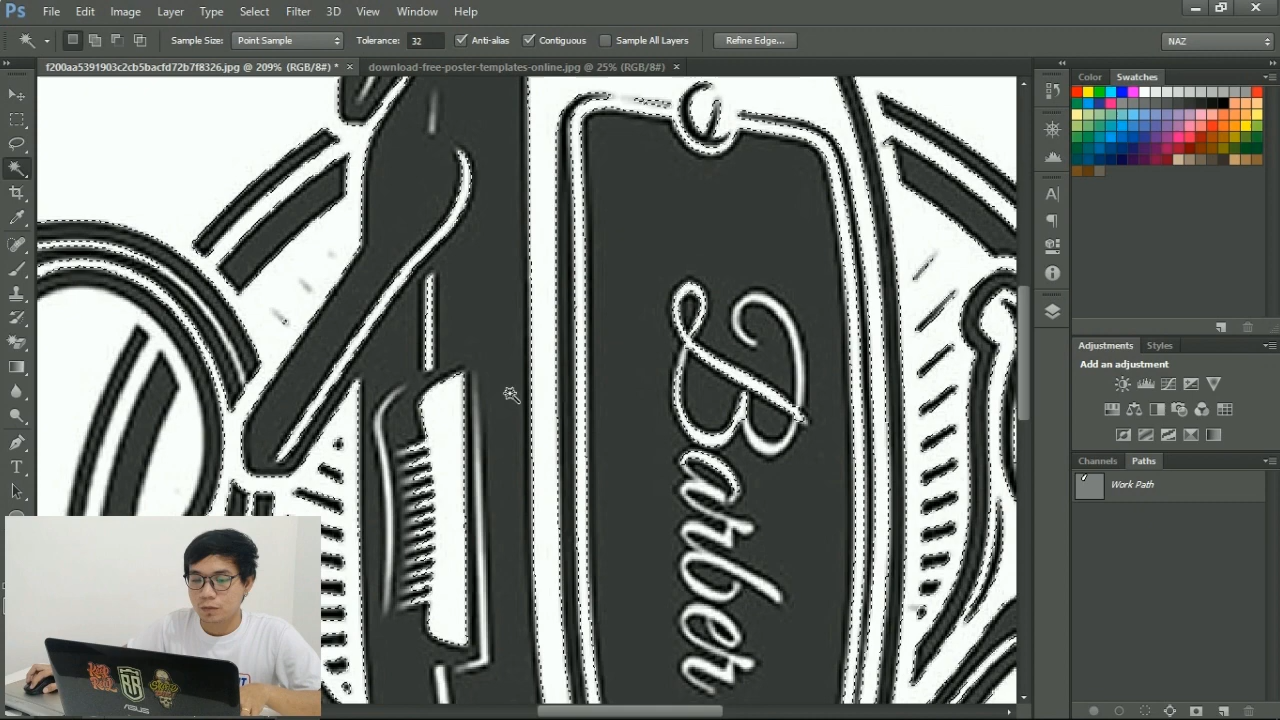 Ps File Edit Image Layer Type Select Filter 3D View Window Help
Sample Size: Point Sample Tolerance: 32 Anti-alias Contiguous Sample All Layers Refine Edge... NAZ
f200aa5391903c2cb5bacfd72b7f8326.jpg @ 209% (RGB/8#) * × download-free-poster-templates-online.jpg @ 25% (RGB/8#) ×
Color Swatches
Adjustments Styles
Add an adjustment
Channels Paths
Work Path
Barber
ASUS